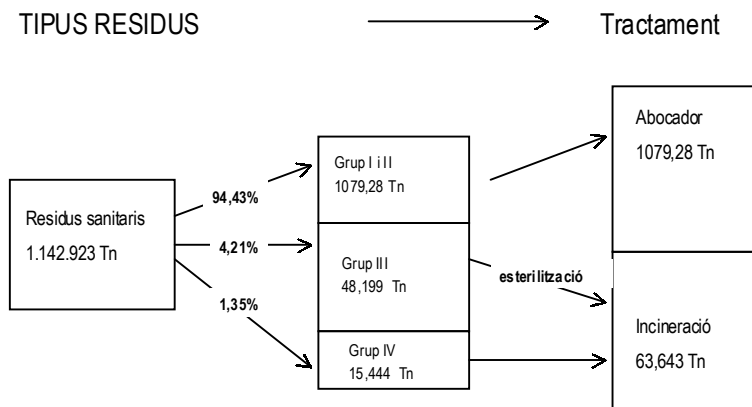 TIPUS RESIDUS
Tractament
Residus sanitaris
1.142.923 Tn
94,43%
4,21%
1,35%
Grup I i II
1079,28 Tn
Grup III
48,199 Tn
Grup IV
15,444 Tn
esterilització
Abocador
1079,28 Tn
Incineració
63,643 Tn